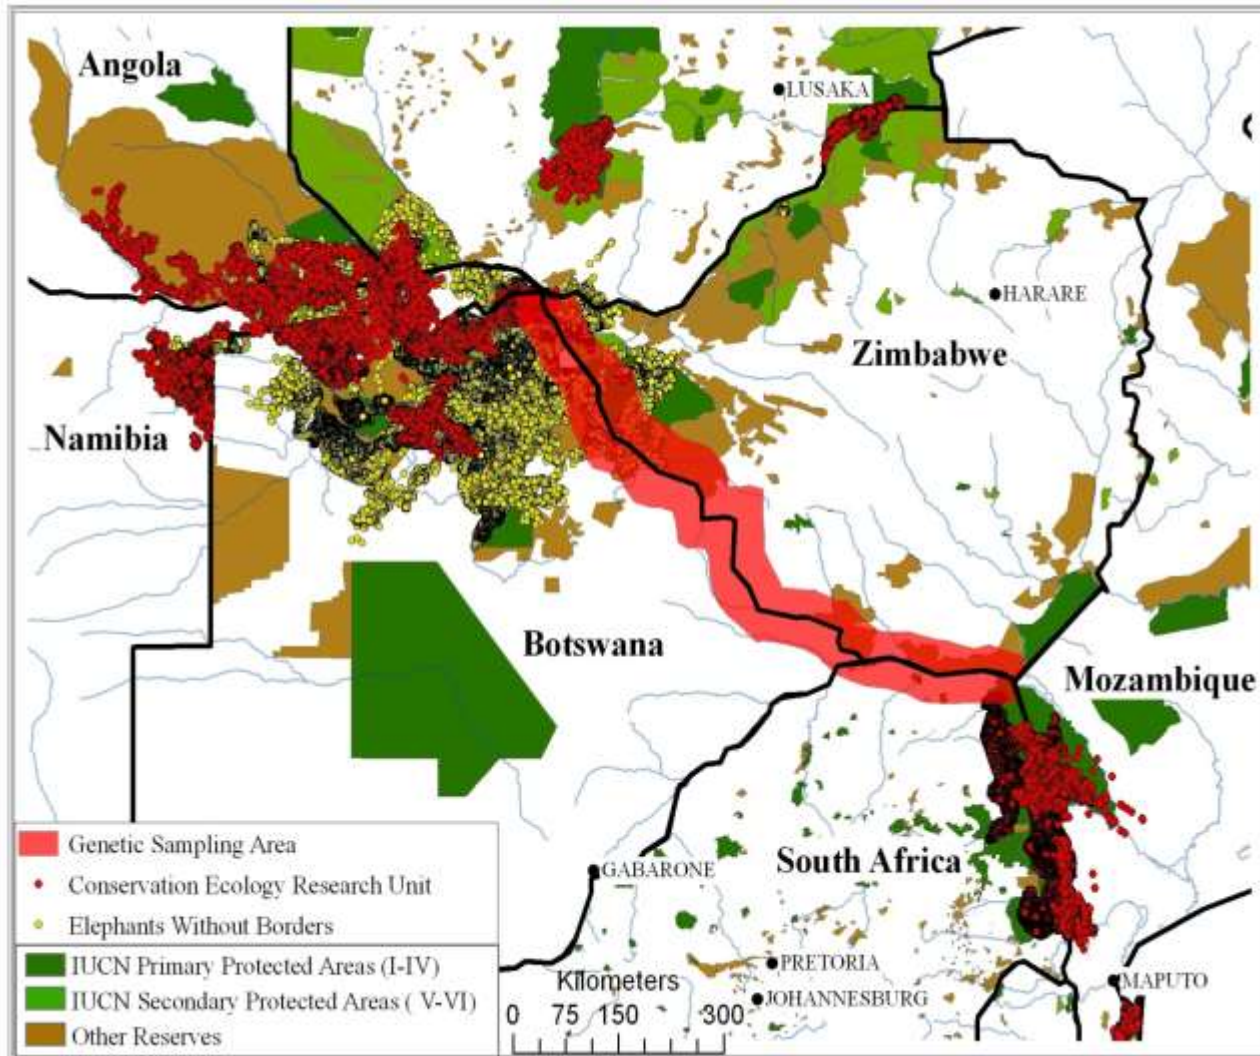 Angola
LUSAKA
HARARE
Zimbabwe
Namibia
Botswana
Mozambique
Genetic Sampling Area
Conservation Ecology Research Unit
Elephants Without Borders
GABARONE
South Africa
IUCN Primary Protected Areas (I-IV)
IUCN Secondary Protected Areas ( V-VI)
Other Reserves
Kilometers
0 75 150 300
PRETORIA
JOHANNESBURG
MAPUTO